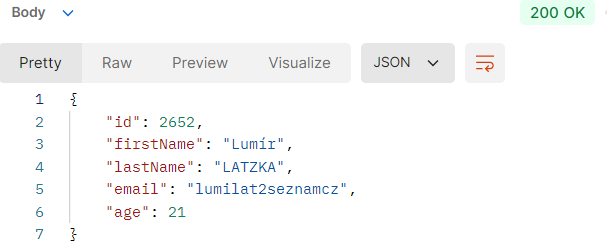 Body 200 OK
Pretty Raw Preview Visualize JSON
1 {
2 "id": 2652,
3 "firstName": "Lumír",
4 "lastName": "LATZKA",
5 "email": "lumilat2seznamcz",
6 "age": 21
7 }